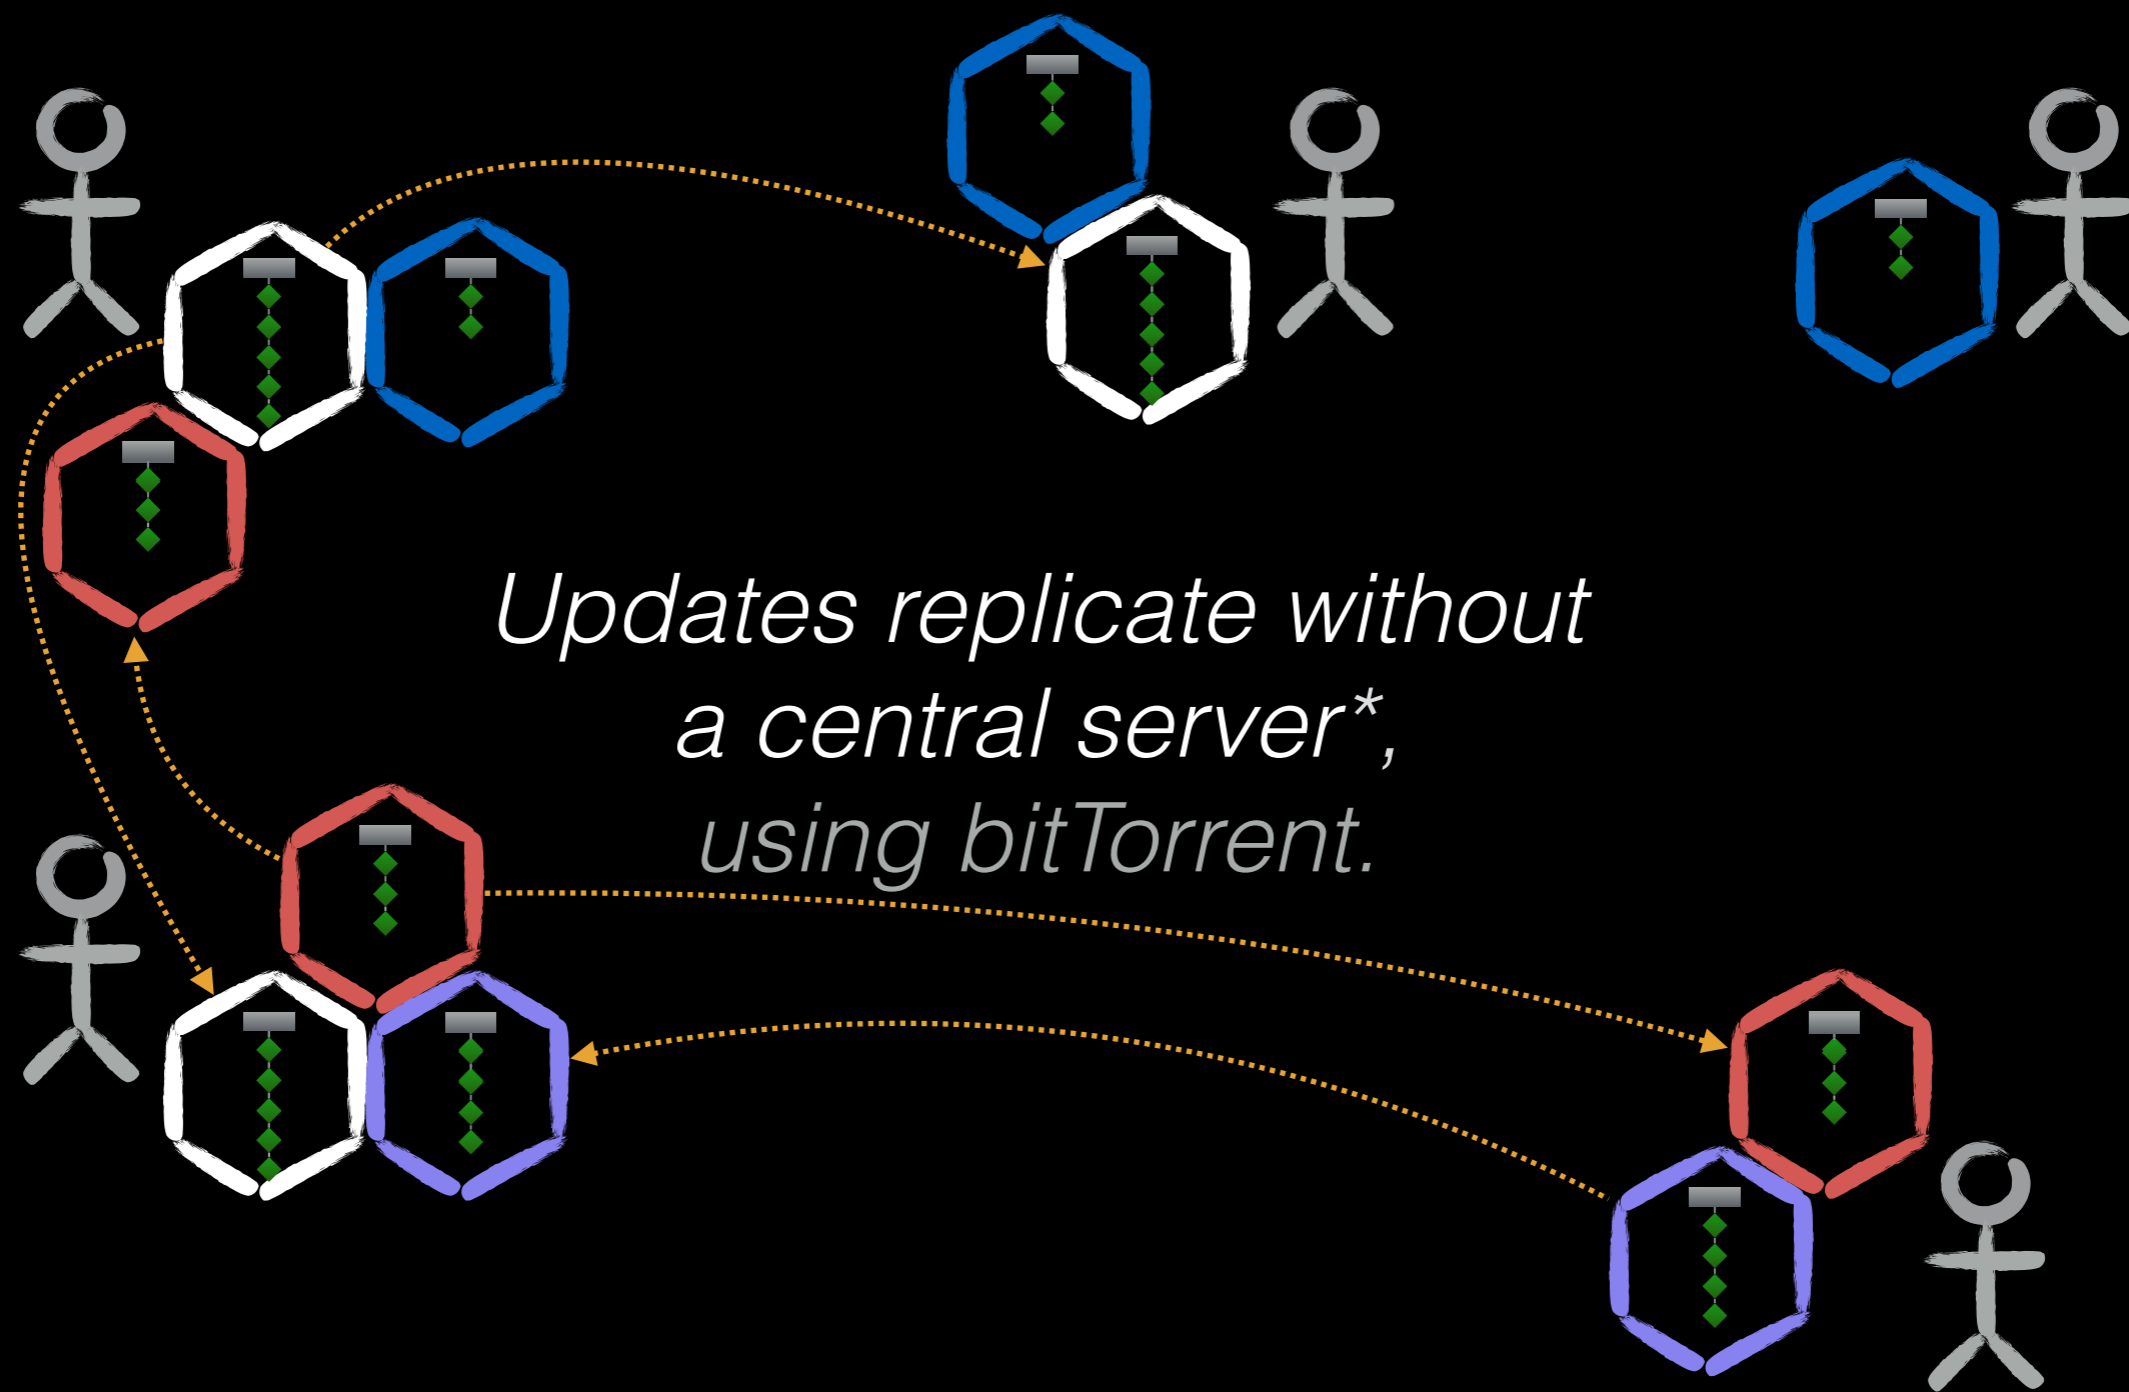 Updates replicate without
a central server*,
using bitTorrent.